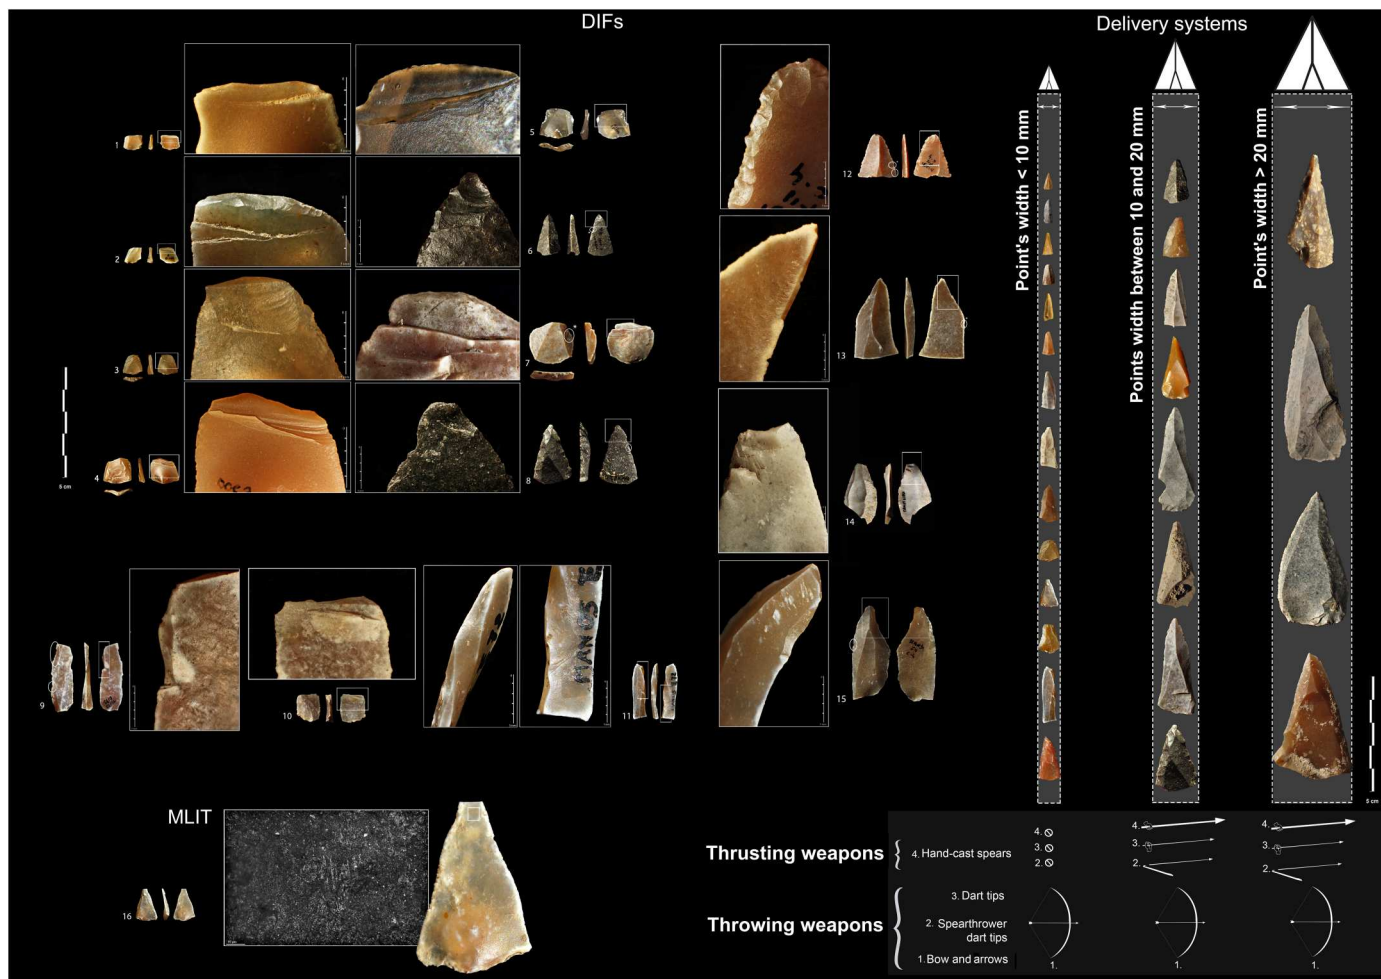 DIFs
Delivery systems
Point's width < 10 mm
Points width between 10 and 20 mm
Point's width > 20 mm
1
2
3
4
5
6
7
8
5 cm
9
10
11
MAN 05
12
13
14
15
5 cm
MLIT
16
Thrusting weapons
4. Hand-cast spears
3. Dart tips
Throwing weapons
2. Spearthrower
dart tips
1. Bow and arrows
4.
3.
2.
4.
3.
2.
1.
4.
3.
2.
1.
1.